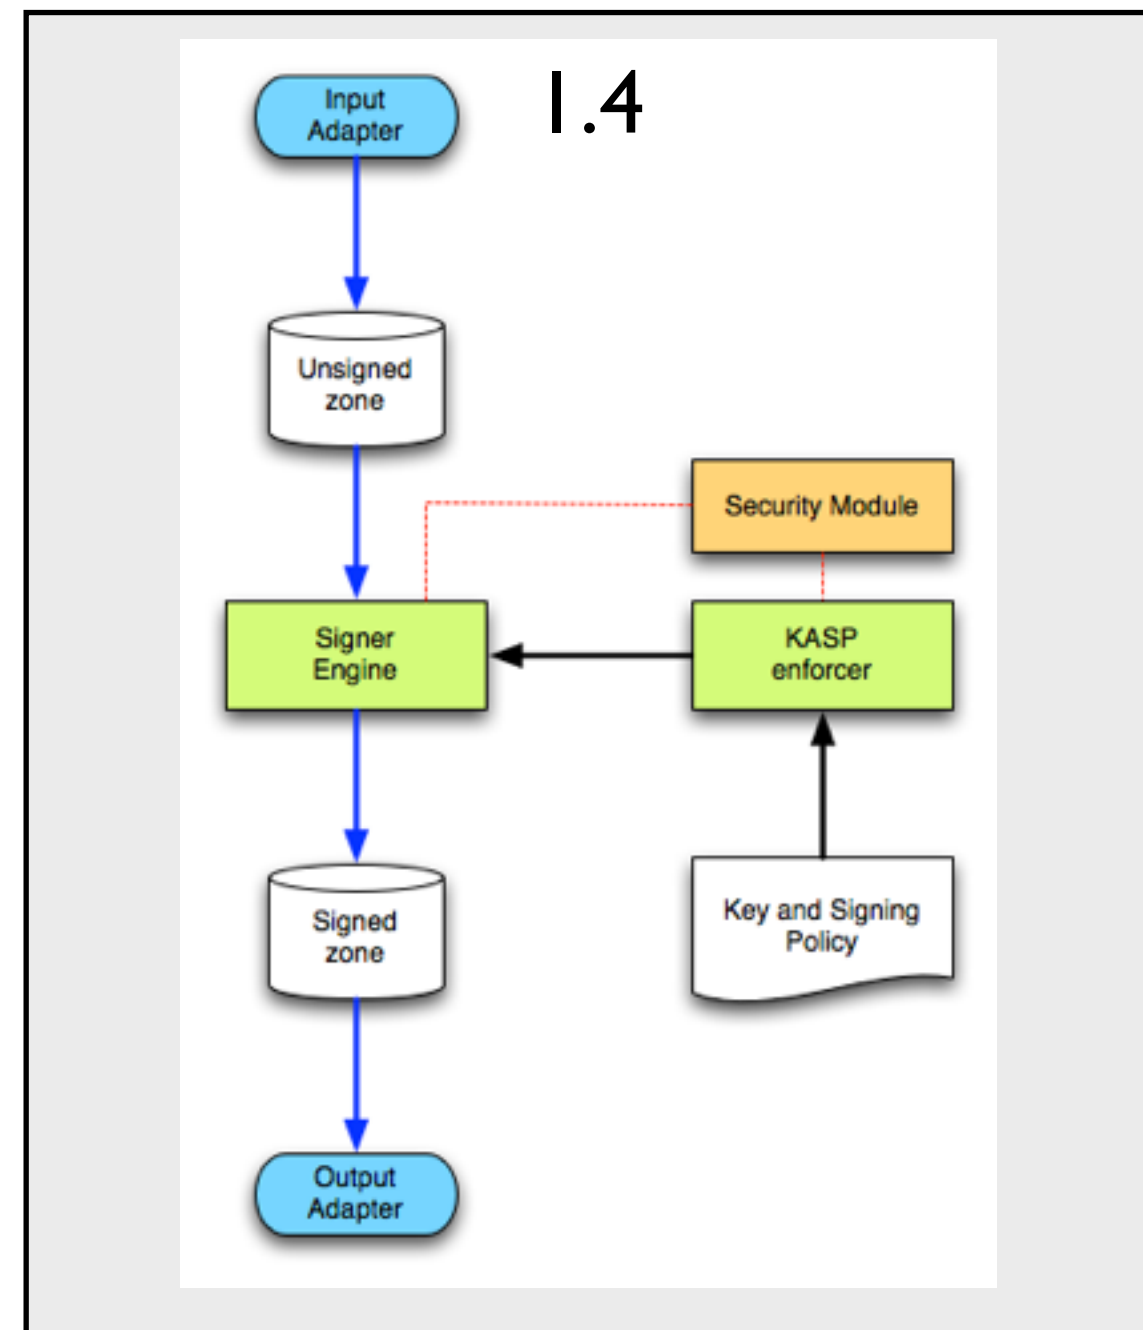 1.4
Input
Adapter
Unsigned
zone
Security Module
Signer
Engine
KASP
enforcer
Signed
zone
Key and Signing
Policy
Output
Adapter